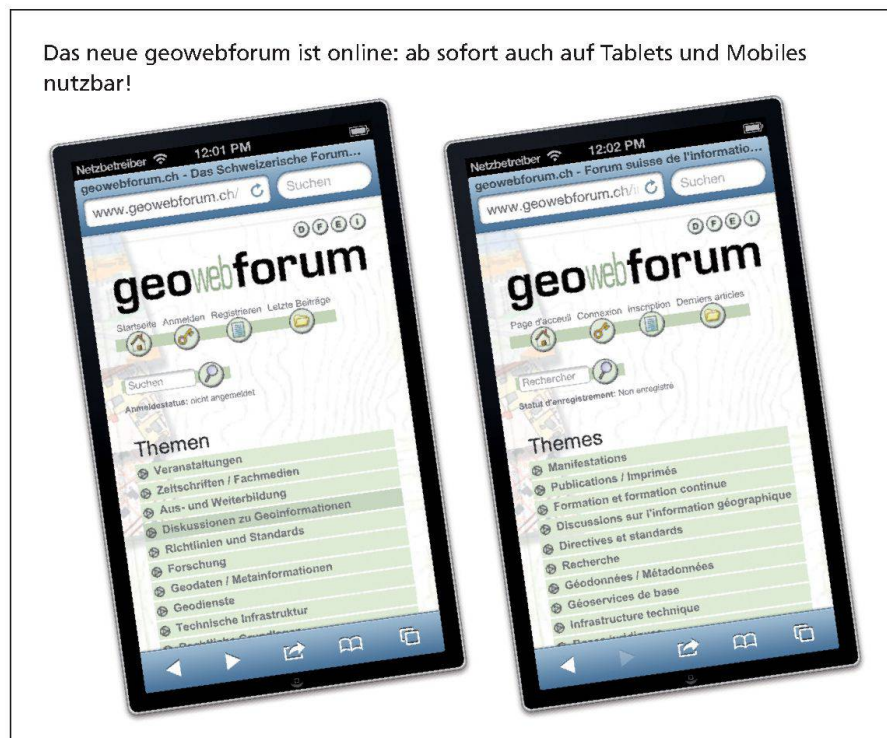 Das neue geowebforum ist online: ab sofort auch auf Tablets und Mobiles
nutzbar!
Netzbetreiber 12:01 PM
geowebforum.ch - Das Schweizerische Forum...
www.geowebforum.ch/ Suchen
D F E I
geowebforum
Startseite Anmelden Registrieren Letzte Beiträge
Suchen
Anmeldestatus: nicht angemeldet
Themen
Veranstaltungen
Zeitschriften / Fachmedien
Aus- und Weiterbildung
Diskussionen zu Geoinformationen
Richtlinien und Standards
Forschung
Geodaten / Metainformationen
Geodienste
Technische Infrastruktur
Netzbetreiber 12:02 PM
geowebforum.ch - Forum suisse de l'informatio...
www.geowebforum.ch/ Suchen
D F E I
geowebforum
Page d'acceuil Connexion Inscription Derniers articles
Rechercher
Statut d'enregistrement: Non enregistré
Themes
Manifestations
Publications / Imprimés
Formation et formation continue
Discussions sur l'information géographique
Directives et standards
Recherche
Géodonnées / Métadonnées
Géoservices de base
Infrastructure technique